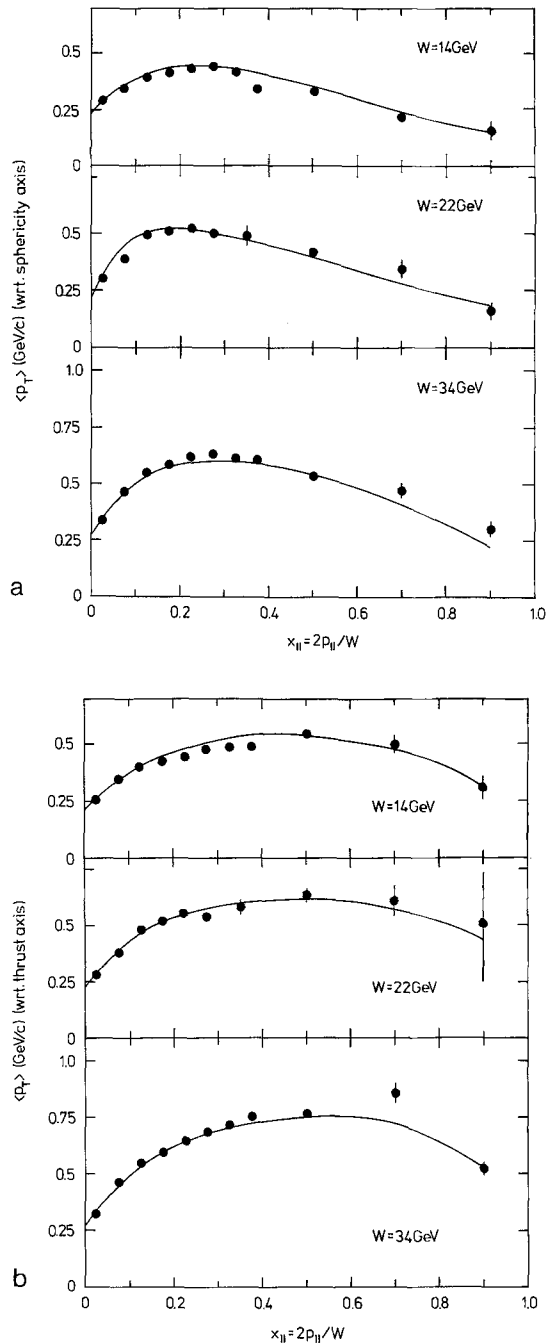 0.5
W=14GeV
0.25
0
0.5
W=22GeV
0.25
0
<p_T> (GeV/c) (wrt. sphericity axis)
1.0
W=34GeV
0.75
0.5
0.25
0
0 0.2 0.4 0.6 0.8 1.0
x_{||}=2p_{||}/W
a
0.5
0.25
W=14GeV
0
0.5
0.25
W=22GeV
0
<p_T> (GeV/c) (wrt. thrust axis)
1.0
0.75
0.5
0.25
W=34GeV
0
0 0.2 0.4 0.6 0.8 1.0
x_{||}=2p_{||}/W
b